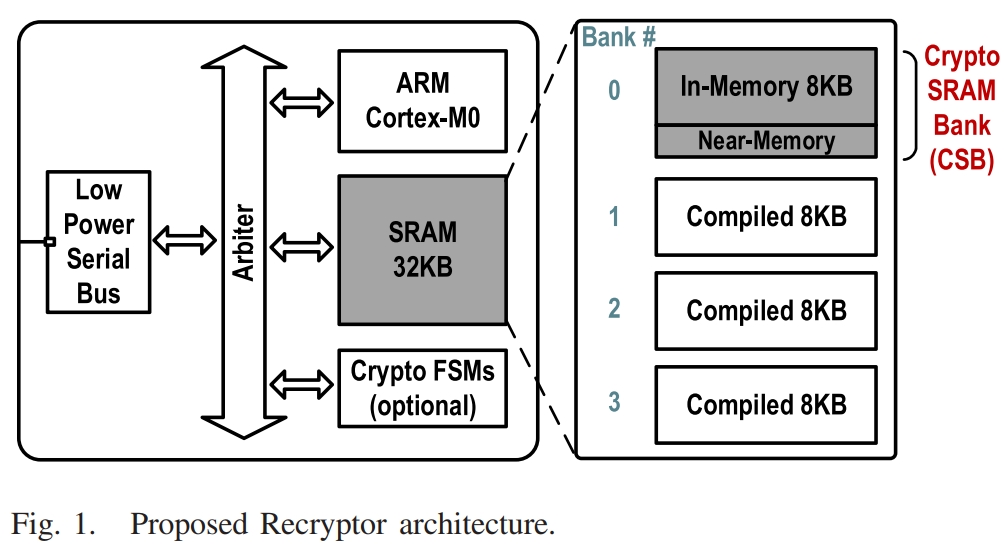 Low
Power
Serial
Bus
Arbiter
ARM
Cortex-M0
SRAM
32KB
Crypto FSMs
(optional)
Bank #
0
In-Memory 8KB
Near-Memory
Crypto
SRAM
Bank
(CSB)
1
Compiled 8KB
2
Compiled 8KB
3
Compiled 8KB
Fig. 1. Proposed Recryptor architecture.